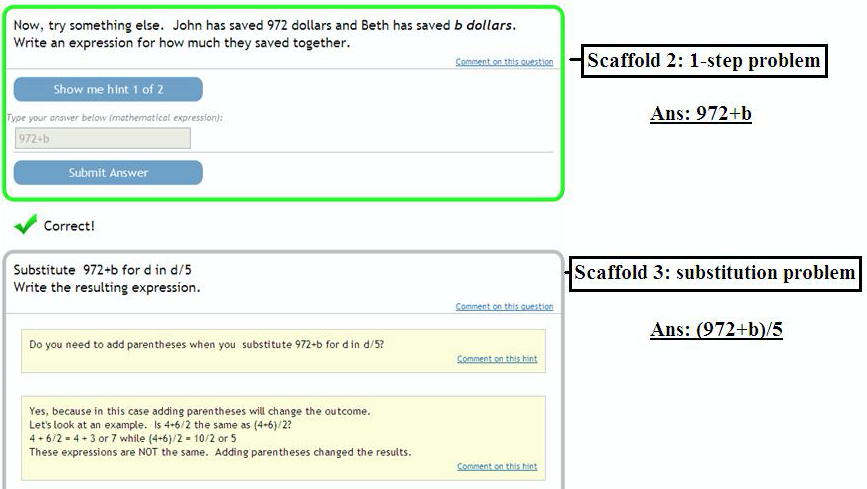 Now, try something else. John has saved 972 dollars and Beth has saved b dollars.
Write an expression for how much they saved together.
Comment on this question
Show me hint 1 of 2
Type your answer below (mathematical expression):
972+b
Submit Answer
Correct!
Scaffold 2: 1-step problem
Ans: 972+b
Substitute 972+b for d in d/5
Write the resulting expression.
Comment on this question
Do you need to add parentheses when you substitute 972+b for d in d/5?
Comment on this hint
Yes, because in this case adding parentheses will change the outcome.
Let's look at an example. Is 4+6/2 the same as (4+6)/2?
4 + 6/2 = 4 + 3 or 7 while (4+6)/2 = 10/2 or 5
These expressions are NOT the same. Adding parentheses changed the results.
Comment on this hint
Scaffold 3: substitution problem
Ans: (972+b)/5